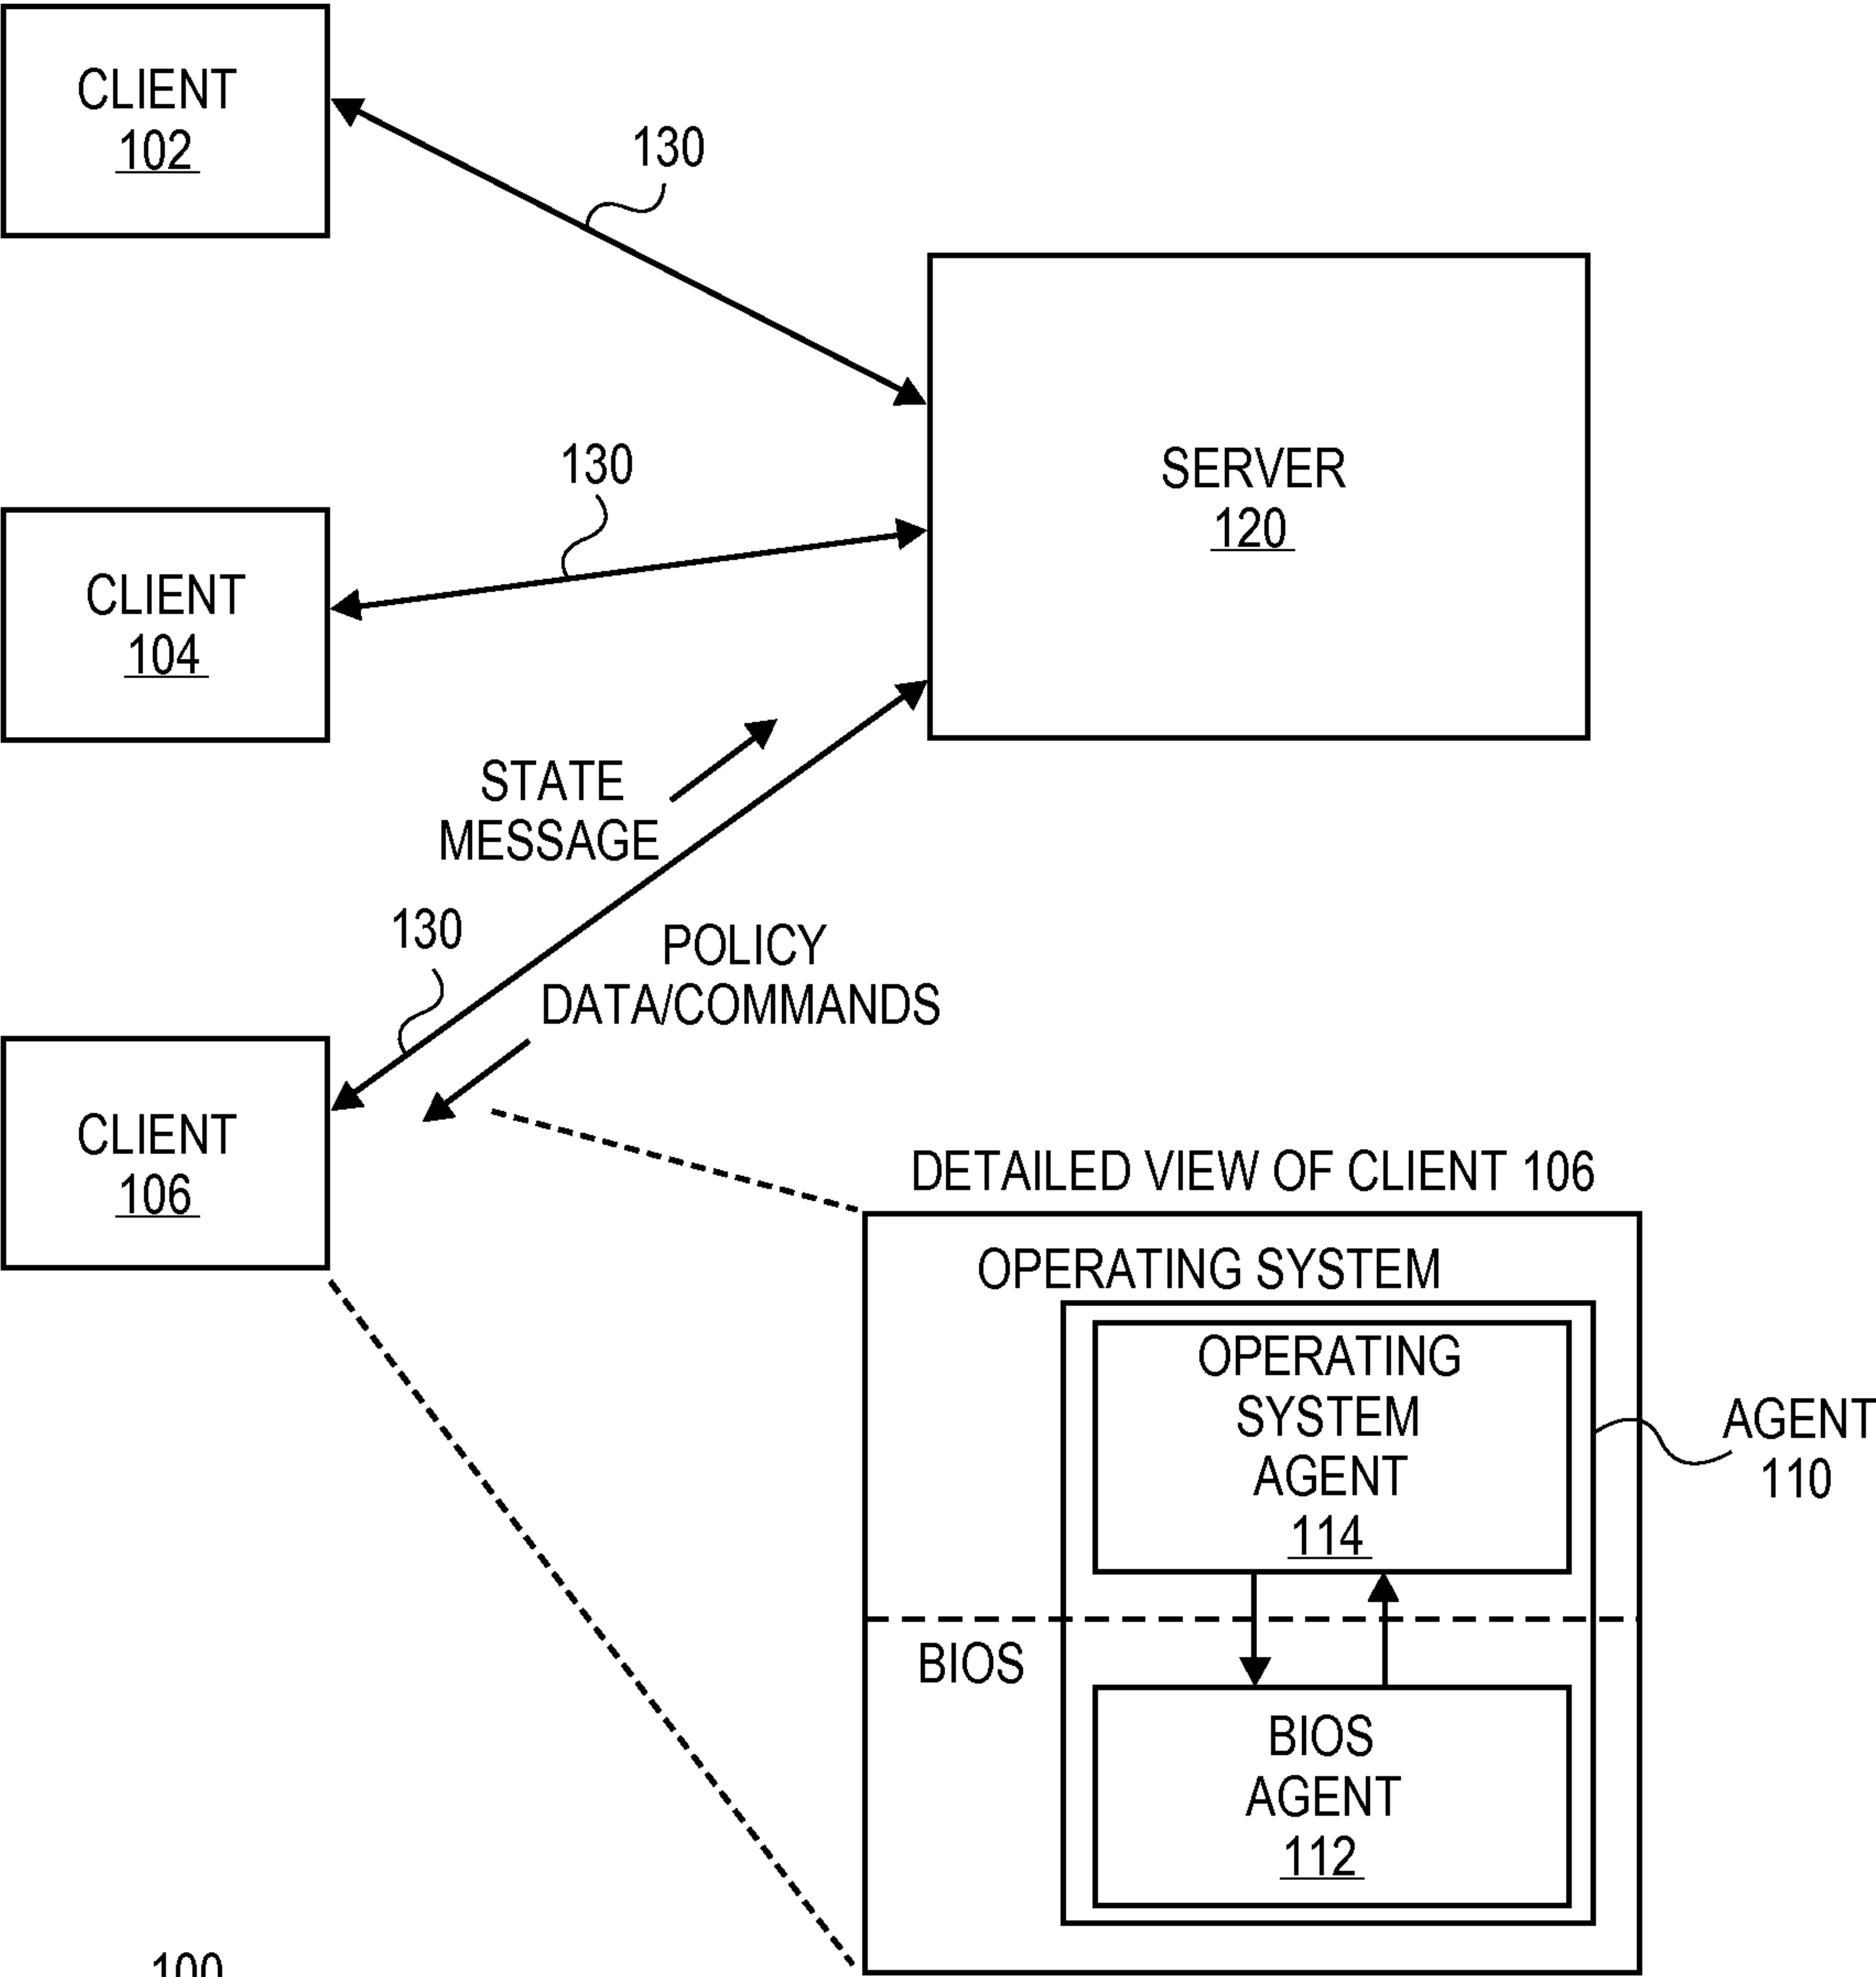 CLIENT
102
130
SERVER
120
130
CLIENT
104
STATE
MESSAGE
130
POLICY
DATA/COMMANDS
CLIENT
106
DETAILED VIEW OF CLIENT 106
OPERATING SYSTEM
OPERATING
SYSTEM
AGENT
114
AGENT
110
BIOS
BIOS
AGENT
112
100